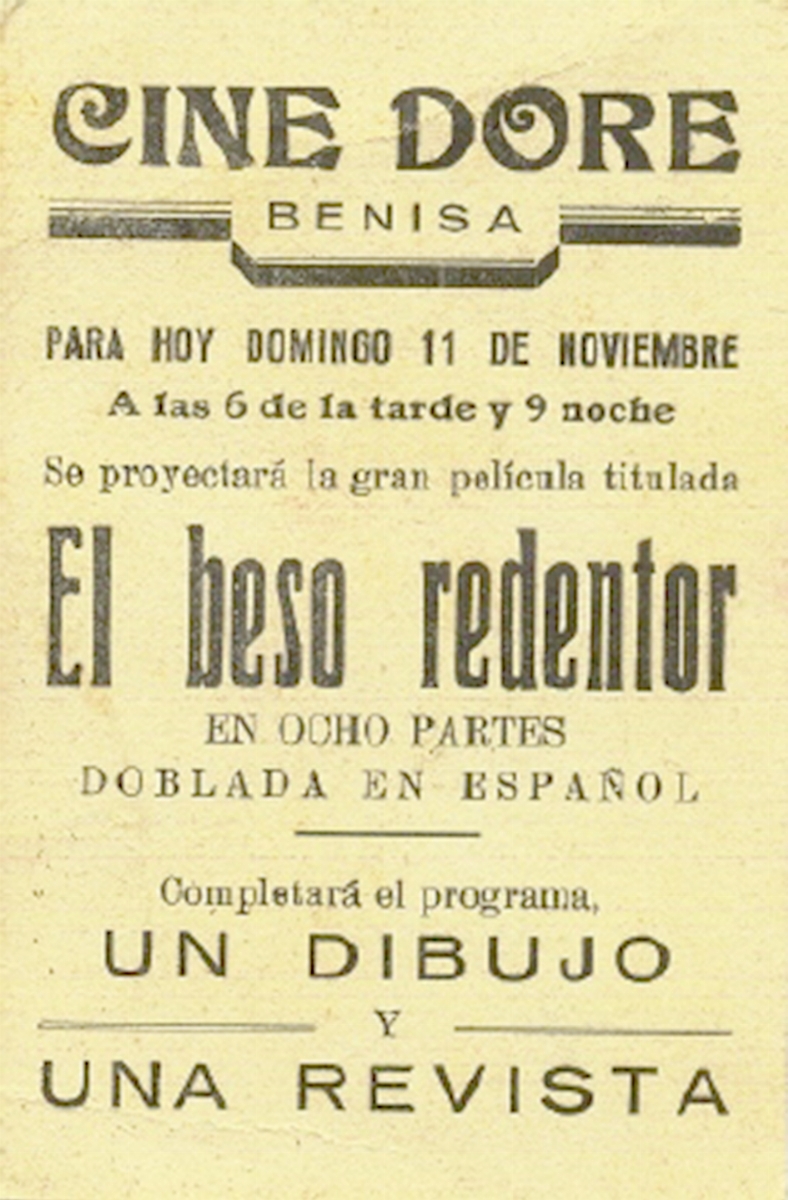 CINE DORE
BENISA
PARA HOY DOMINGO 11 DE NOVIEMBRE
A las 6 de la tarde y 9 noche
Se proyectará la gran película titulada
El beso redentor
EN OCHO PARTES
DOBLADA EN ESPAÑOL
Completará el programa,
UN DIBUJO
Y
UNA REVISTA